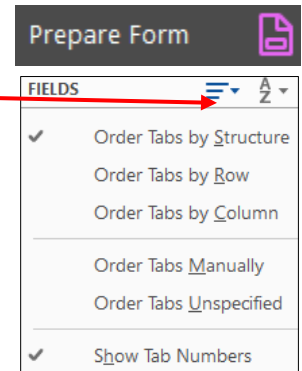 Prepare Form
FIELDS A Z
Order Tabs by Structure
Order Tabs by Row
Order Tabs by Column
Order Tabs Manually
Order Tabs Unspecified
Show Tab Numbers